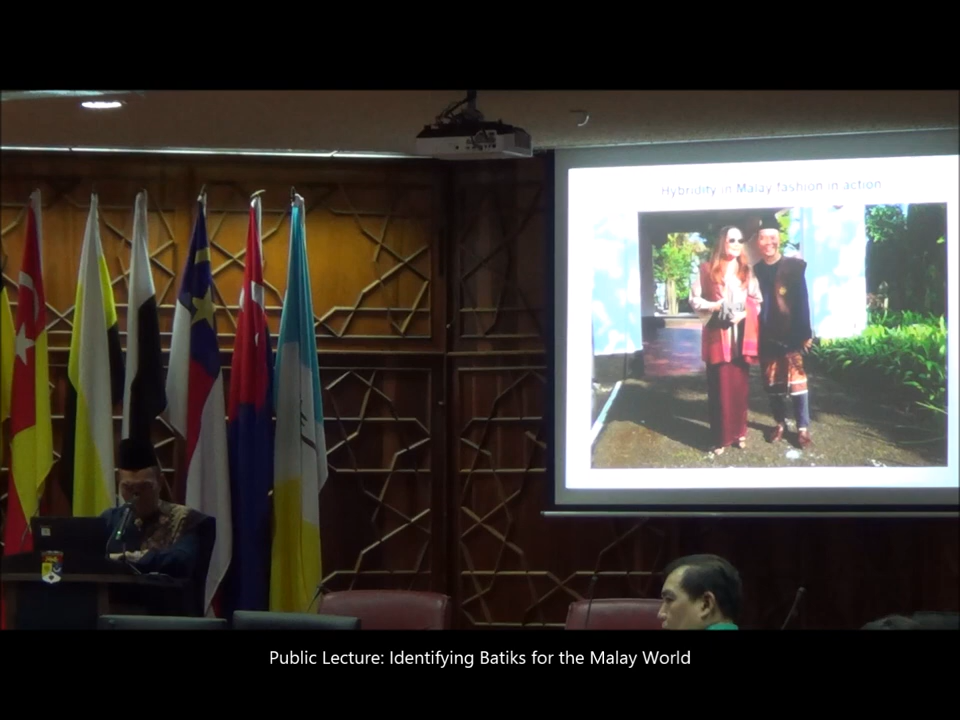 Hybridity in Malay fashion in action
Public Lecture: Identifying Batiks for the Malay World